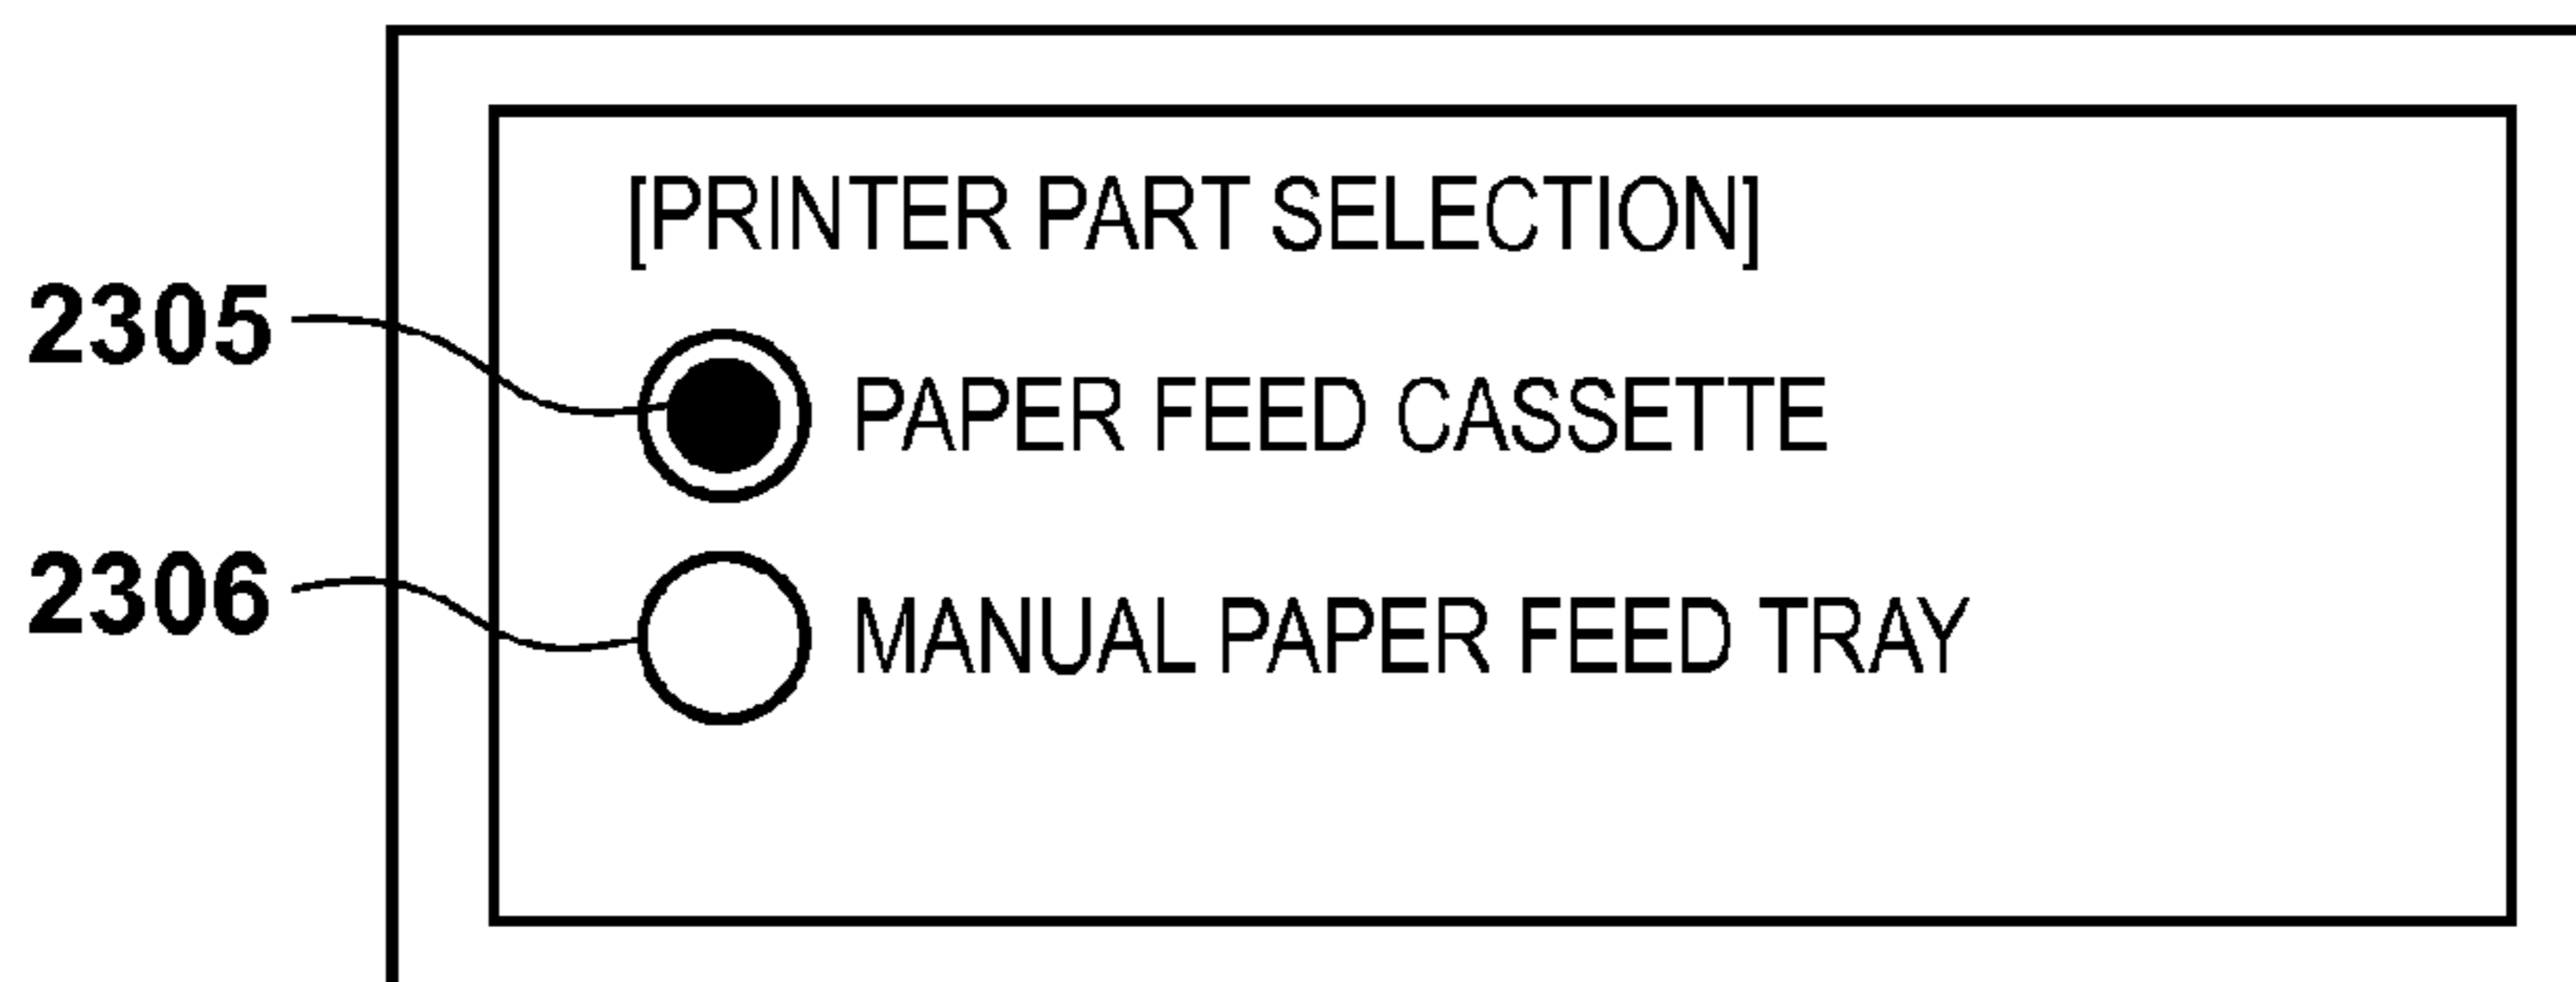 [PRINTER PART SELECTION]
2305 PAPER FEED CASSETTE
2306 MANUAL PAPER FEED TRAY